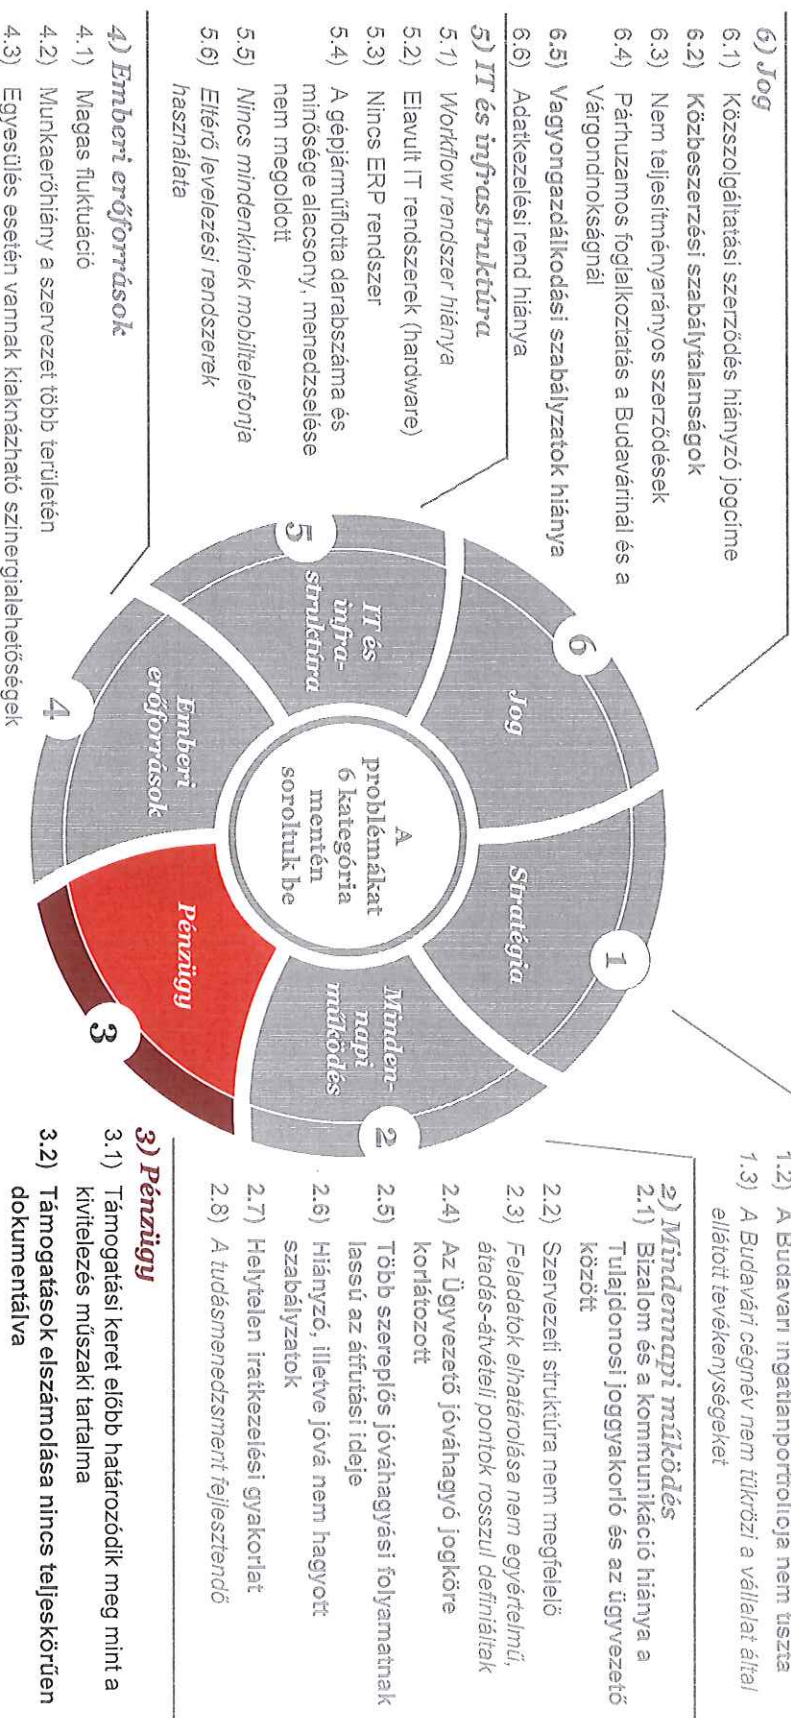 6) Jog
6.1) Közszolgáltatási szerződés hiányzó jogcíme
6.2) Közbeszerzési szabálytalanságok
6.3) Nem teljesítményarányos szerződések
6.4) Párhuzamos foglalkoztatás a Budavárinál és a
Várgondnokságnál
6.5) Vagyongazdálkodási szabályzatok hiánya
6.6) Adatkezelési rend hiánya
5) IT és infrastruktúra
5.1) Workflow rendszer hiánya
5.2) Elavult IT rendszerek (hardware)
5.3) Nincs ERP rendszer
5.4) A gépjárműflotta darabszáma és
minősége alacsony, menedzselése
nem megoldott
5.5) Nincs mindenkinek mobiltelefonja
5.6) Eltérő levelezési rendszerek
használata
4) Emberi erőforrások
4.1) Magas fluktuáció
4.2) Munkaerőhiány a szervezet több területén
4.3) Egyesülés esetén vannak kiaknázható szinergialehetőségek
6
Jog
5
IT és
infra-
struktúra
4
Emberi
erőforrások
A
problémákat
6 kategória
mentén
soroltuk be
1
Stratégia
2
Minden-
napi
működés
3
Pénzügy
1.2) A Budavári ingatlanportfoliója nem tiszta
1.3) A Budavári cégnév nem tükrözi a vállalat által
ellátott tevékenységeket
2) Mindennapi működés
2.1) Bizalom és a kommunikáció hiánya a
Tulajdonosi joggyakorló és az ügyvezető
között
2.2) Szervezeti struktúra nem megfelelő
2.3) Feladatok elhatárolása nem egyértelmű,
átadás-átvételi pontok rosszul definiáltak
2.4) Az Ügyvezető jóváhagyó jogköre
korlátozott
2.5) Több szereplős jóváhagyási folyamatnak
lassú az átfutási ideje
2.6) Hiányzó, illetve jóvá nem hagyott
szabályzatok
2.7) Helytelen iratkezelési gyakorlat
2.8) A tudásmenedzsment fejlesztendő
3) Pénzügy
3.1) Támogatási keret előbb határozódik meg mint a
kivitelezés műszaki tartalma
3.2) Támogatások elszámolása nincs teljeskörűen
dokumentálva